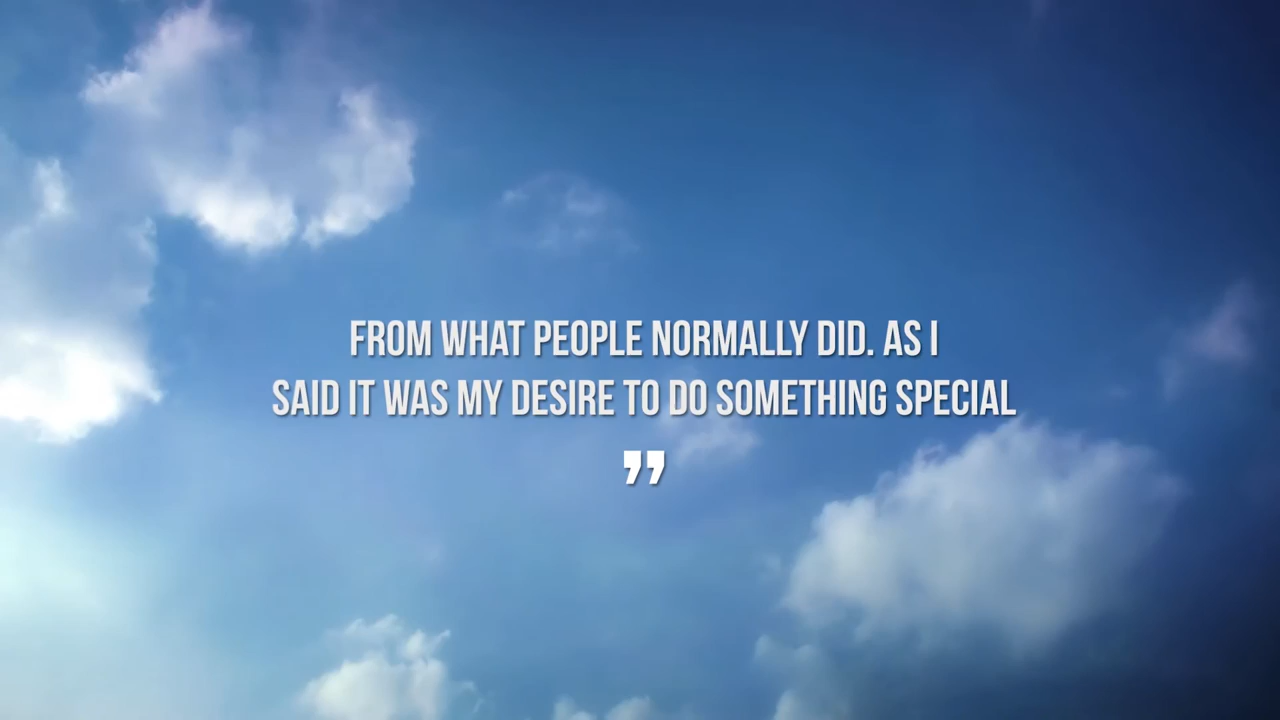 FROM WHAT PEOPLE NORMALLY DID. AS I
SAID IT WAS MY DESIRE TO DO SOMETHING SPECIAL
”